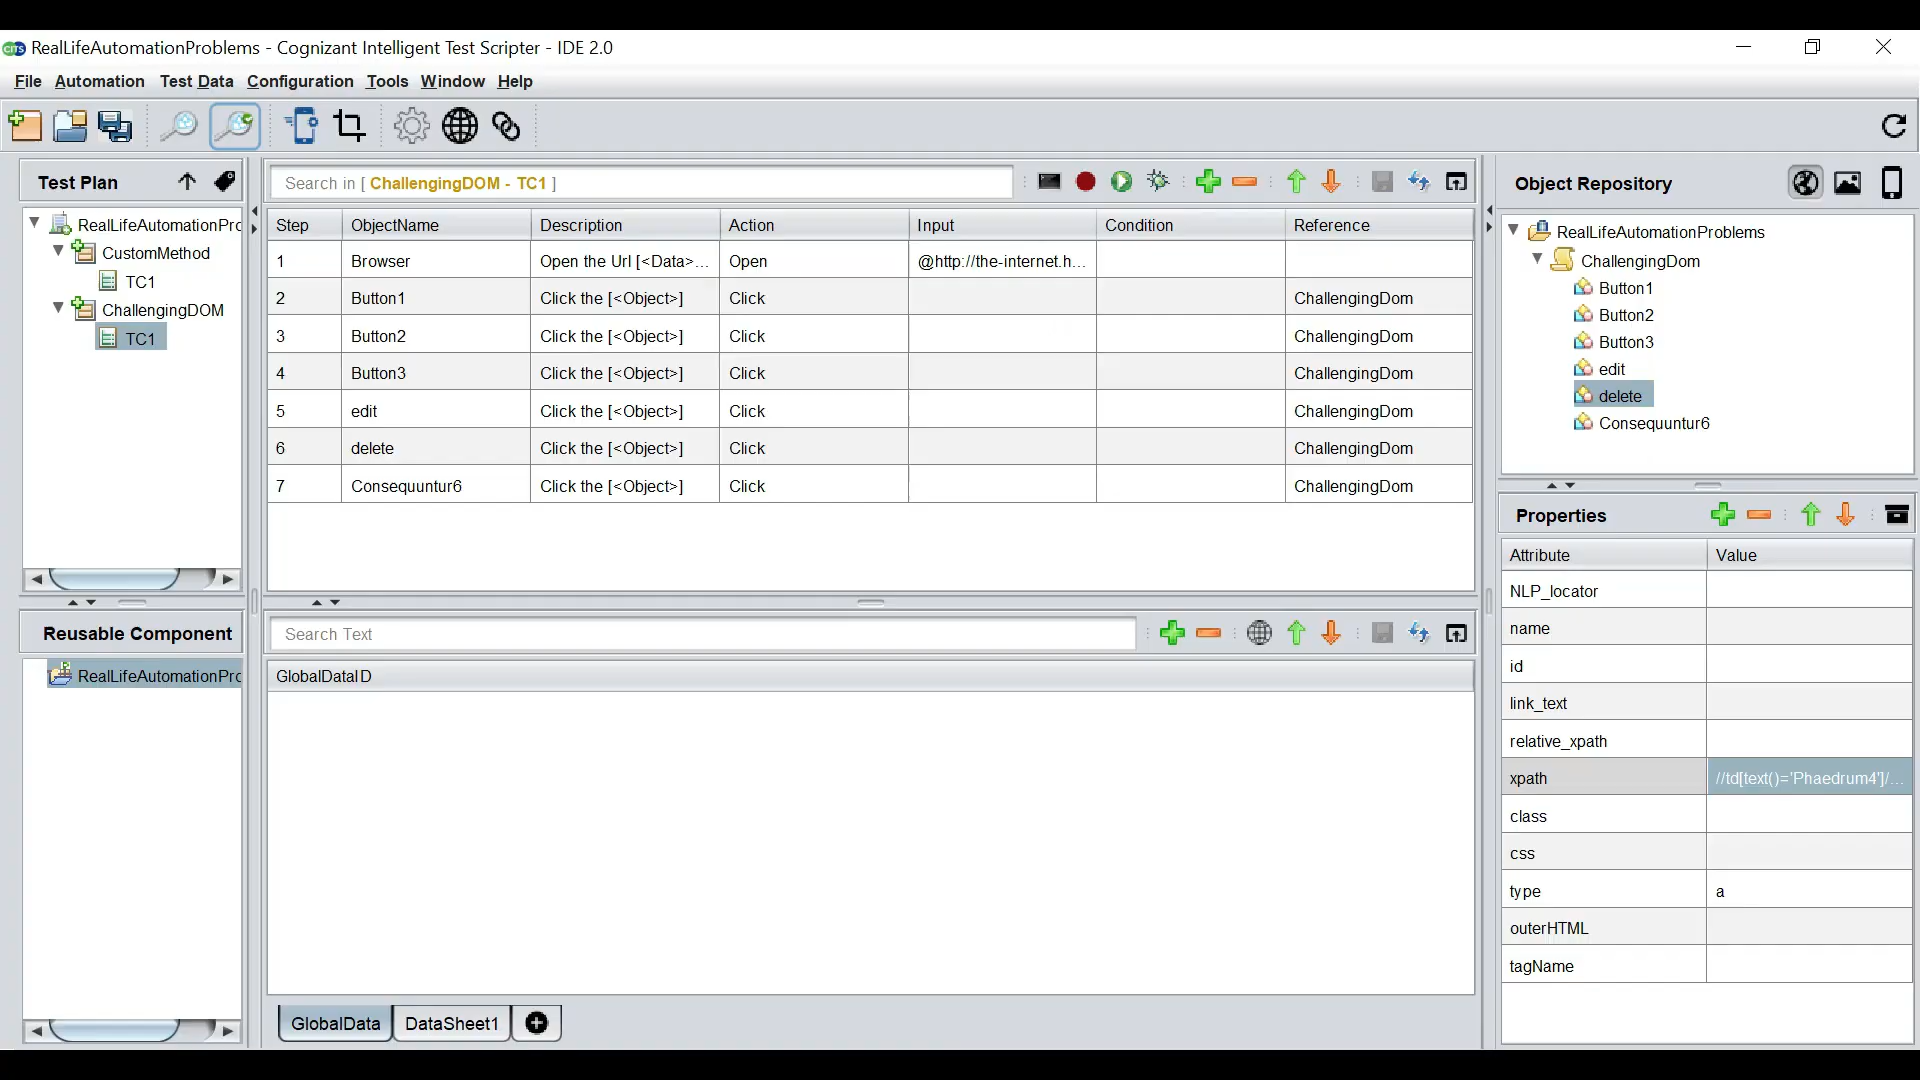 CITS RealLifeAutomationProblems - Cognizant Intelligent Test Scripter - IDE 2.0
File Automation Test Data Configuration Tools Window Help
Test Plan
RealLifeAutomationPro
CustomMethod
TC1
ChallengingDOM
TC1
Reusable Component
RealLifeAutomationPro
Search in [ ChallengingDOM - TC1 ]
Step ObjectName Description Action Input Condition Reference
1 Browser Open the Url [<Data>... Open @http://the-internet.h...
2 Button1 Click the [<Object>] Click ChallengingDom
3 Button2 Click the [<Object>] Click ChallengingDom
4 Button3 Click the [<Object>] Click ChallengingDom
5 edit Click the [<Object>] Click ChallengingDom
6 delete Click the [<Object>] Click ChallengingDom
7 Consequuntur6 Click the [<Object>] Click ChallengingDom
Search Text
GlobalDataID
GlobalData DataSheet1
Object Repository
RealLifeAutomationProblems
ChallengingDom
Button1
Button2
Button3
edit
delete
Consequuntur6
Properties
Attribute Value
NLP_locator
name
id
link_text
relative_xpath
xpath //td[text()='Phaedrum4']/...
class
css
type a
outerHTML
tagName